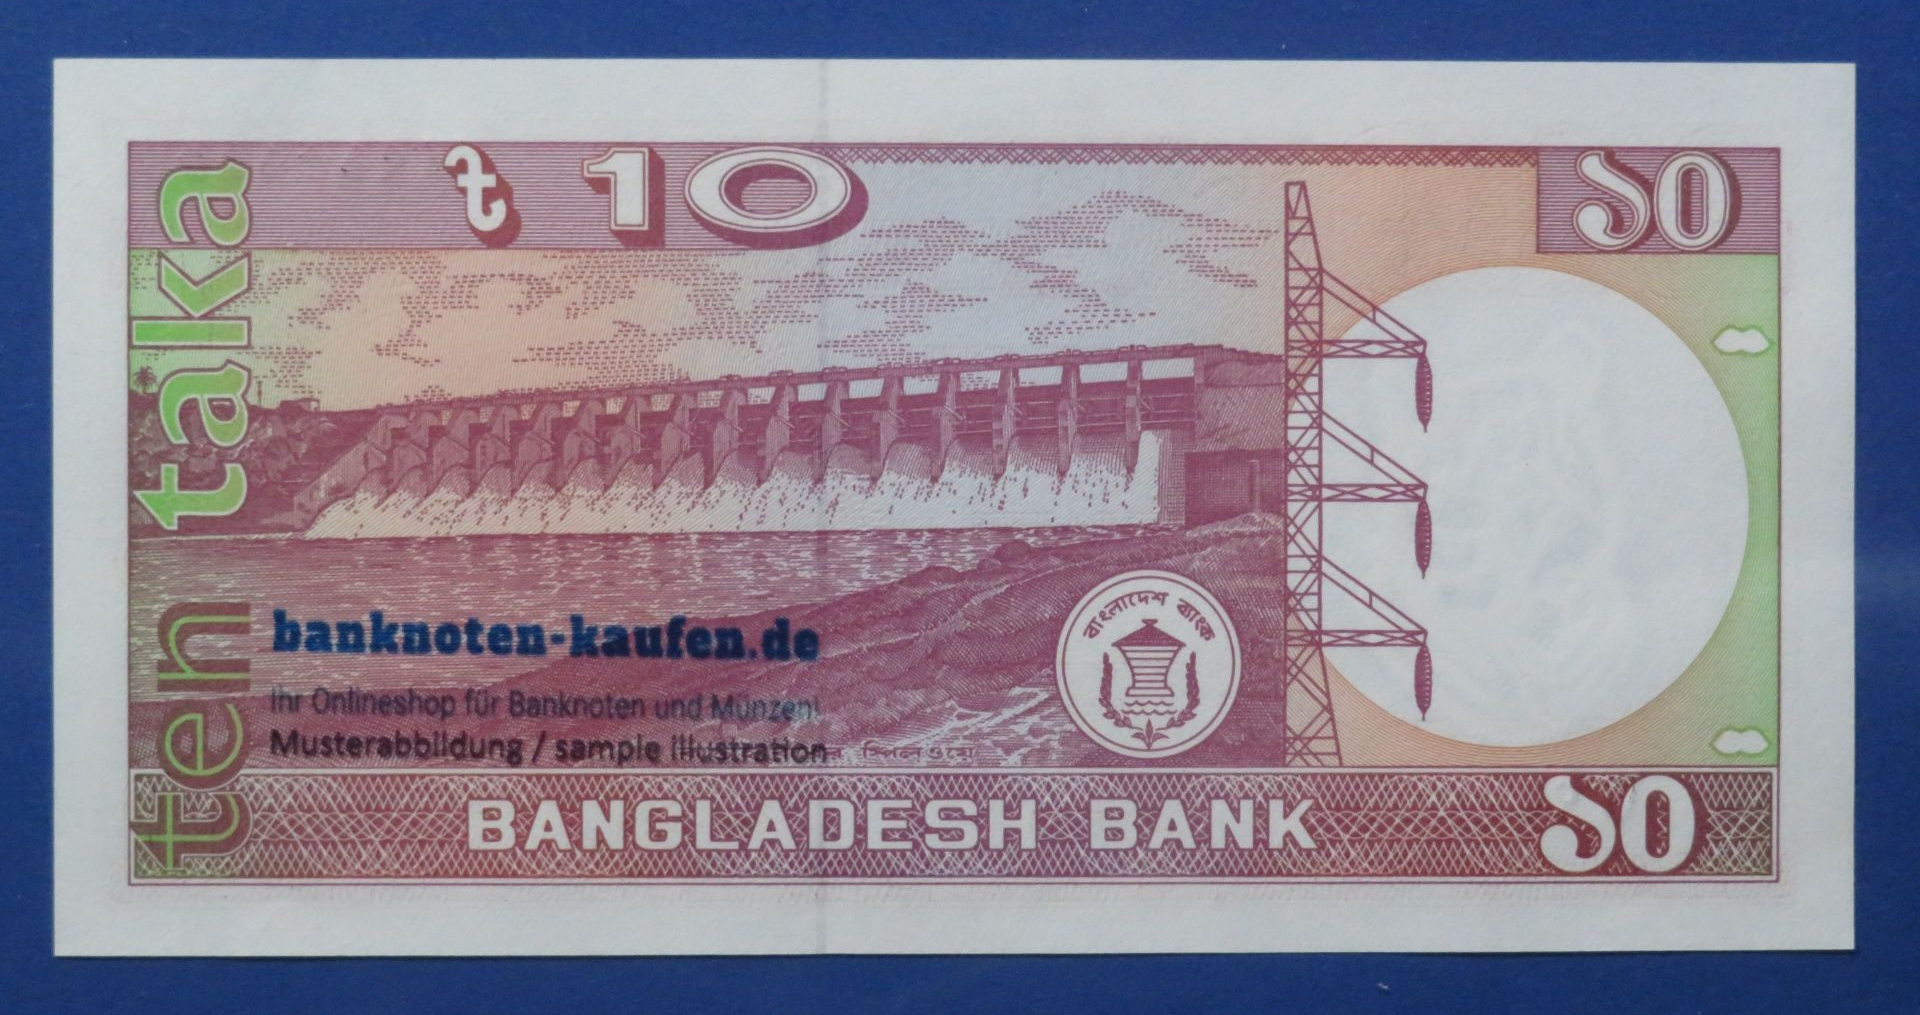 ten taka
৳ 10
১০
banknoten-kaufen.de
Ihr Onlineshop für Banknoten und Münzen!
Musterabbildung / sample illustration
স্পিলওয়ে
বাংলাদেশ ব্যাংক
BANGLADESH BANK
১০